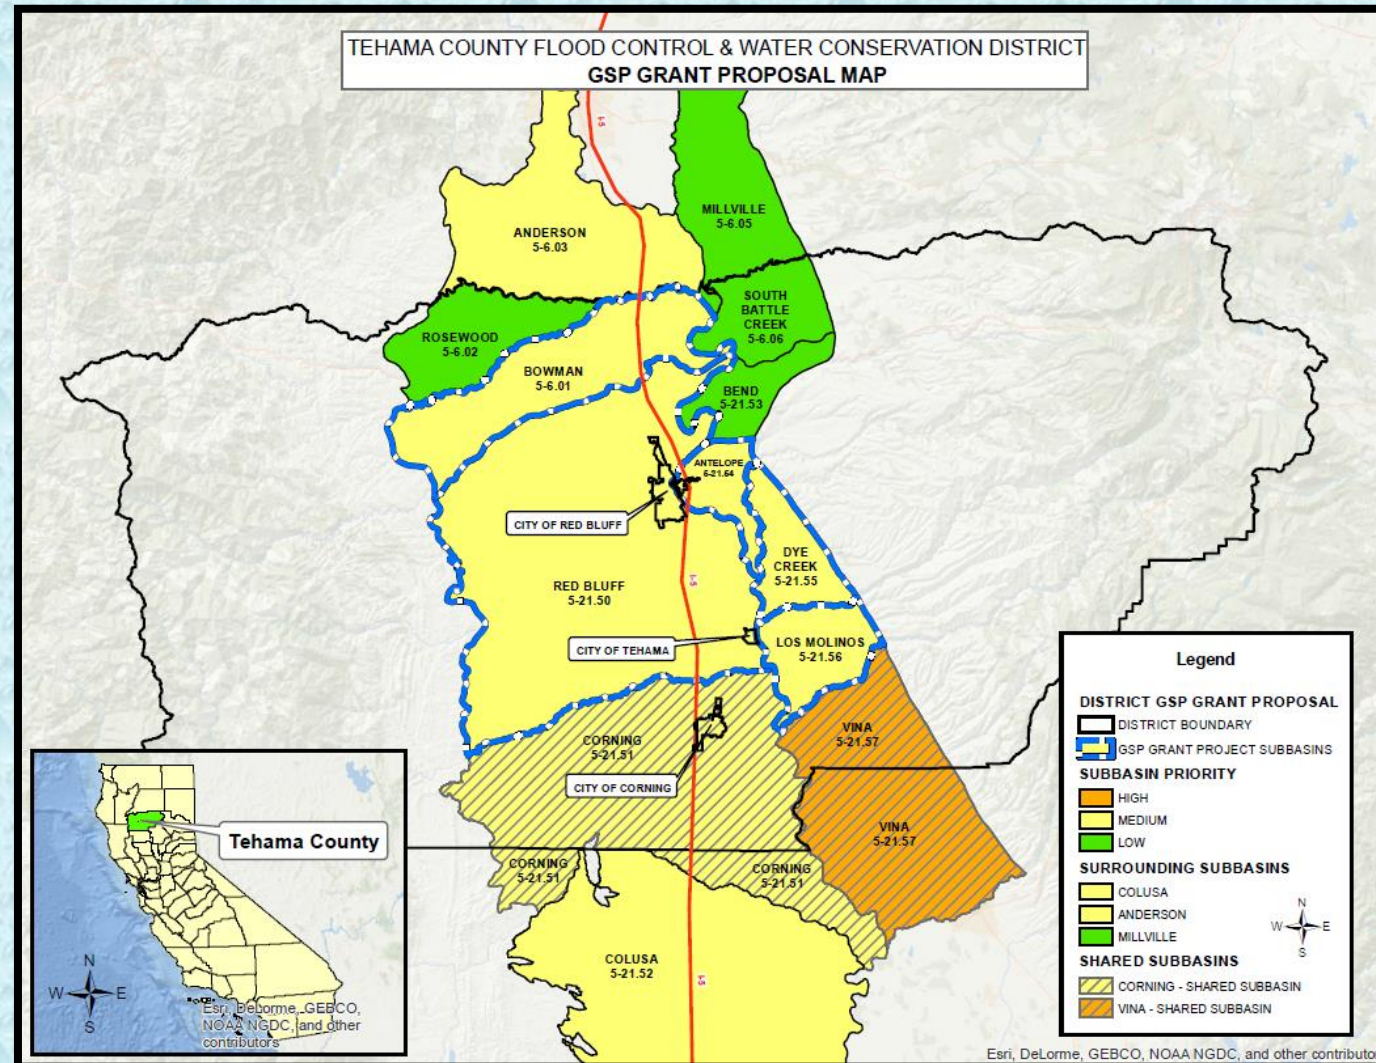 TEHAMA COUNTY FLOOD CONTROL & WATER CONSERVATION DISTRICT
GSP GRANT PROPOSAL MAP
I-5
MILLVILLE
5-6.05
ANDERSON
5-6.03
SOUTH
BATTLE
CREEK
5-6.06
ROSEWOOD
5-6.02
BOWMAN
5-6.01
BEND
5-21.53
ANTELOPE
5-21.54
CITY OF RED BLUFF
DYE
CREEK
5-21.55
RED BLUFF
5-21.50
I-5
CITY OF TEHAMA
LOS MOLINOS
5-21.56
VINA
5-21.57
CORNING
5-21.51
CITY OF CORNING
VINA
5-21.57
CORNING
5-21.51
CORNING
5-21.51
COLUSA
5-21.52
I-5
Tehama County
N
W E
S
Esri, DeLorme, GEBCO,
NOAA NGDC, and other
contributors
Legend
DISTRICT GSP GRANT PROPOSAL
DISTRICT BOUNDARY
GSP GRANT PROJECT SUBBASINS
SUBBASIN PRIORITY
HIGH
MEDIUM
LOW
SURROUNDING SUBBASINS
COLUSA
ANDERSON
MILLVILLE
N
W E
S
SHARED SUBBASINS
CORNING - SHARED SUBBASIN
VINA - SHARED SUBBASIN
Esri, DeLorme, GEBCO, NOAA NGDC, and other contributo